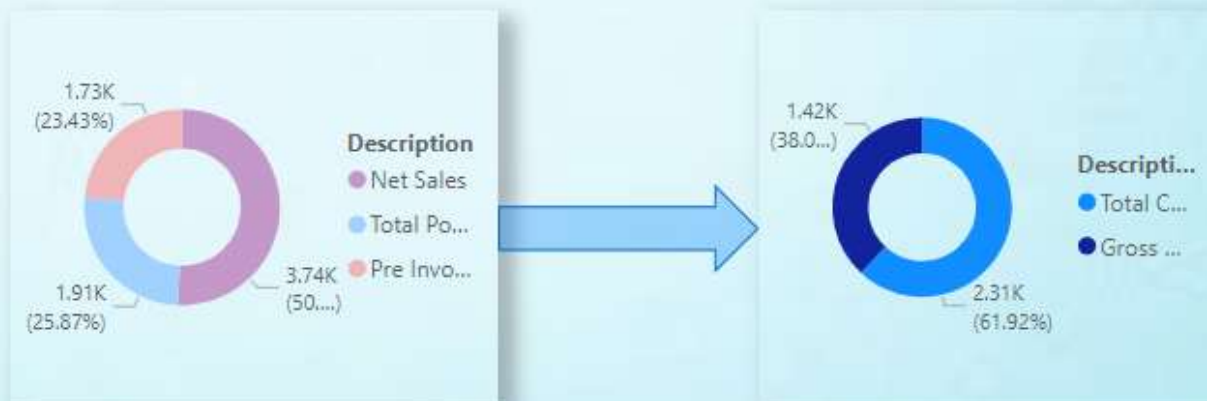 1.73K
(23.43%)
Description
Net Sales
Total Po...
Pre Invo...
3.74K
(50....)
1.91K
(25.87%)
1.42K
(38.0...)
Descripti...
Total C...
Gross ...
2.31K
(61.92%)